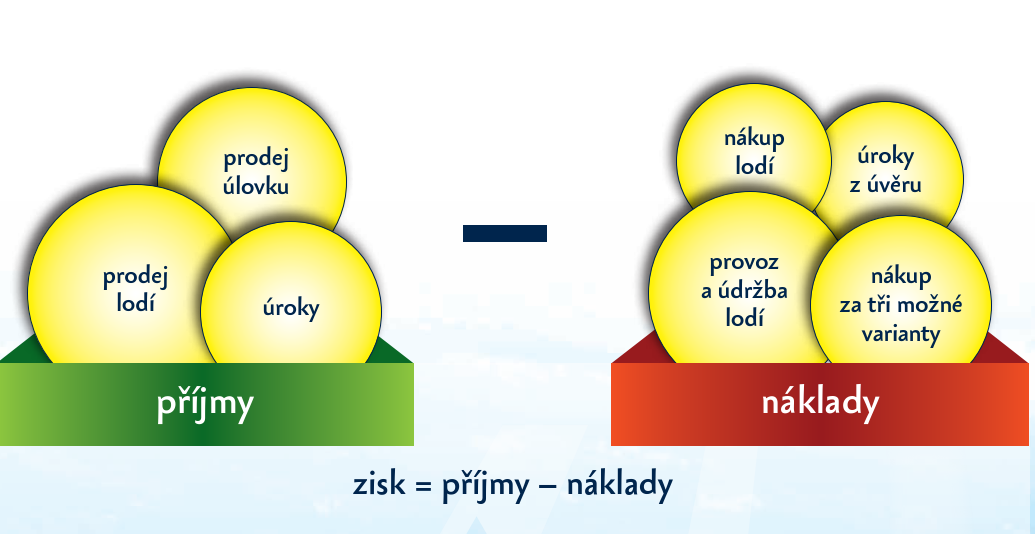 prodej
úlovku
prodej
lodí
úroky
příjmy
nákup
lodí
úroky
z úvěru
provoz
a údržba
lodí
nákup
za tři možné
varianty
náklady
zisk = příjmy – náklady